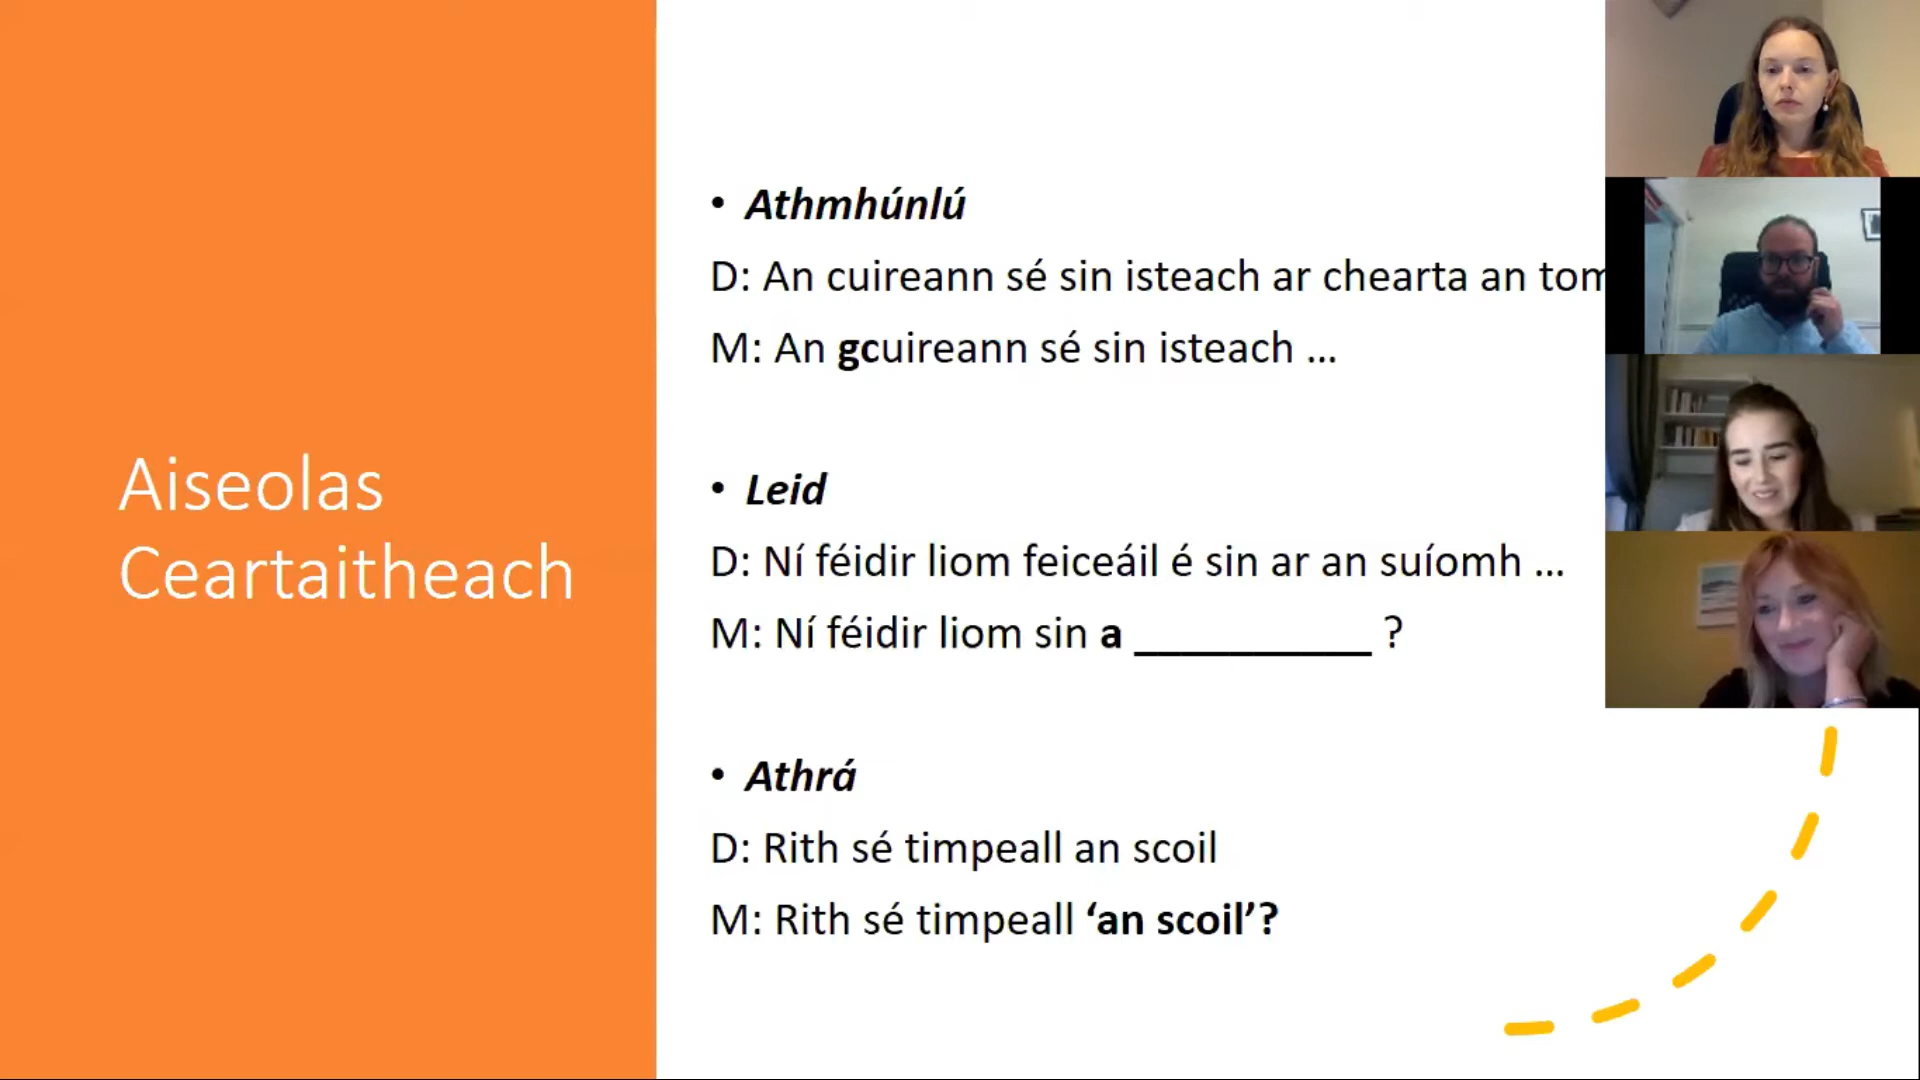 Aiseolas
Ceartaitheach
• Athmhúnlú
D: An cuireann sé sin isteach ar chearta an
M: An gcuireann sé sin isteach ...
• Leid
D: Ní féidir liom feiceáil é sin ar an suíomh ...
M: Ní féidir liom sin a __________ ?
• Athrá
D: Rith sé timpeall an scoil
M: Rith sé timpeall ‘an scoil’?